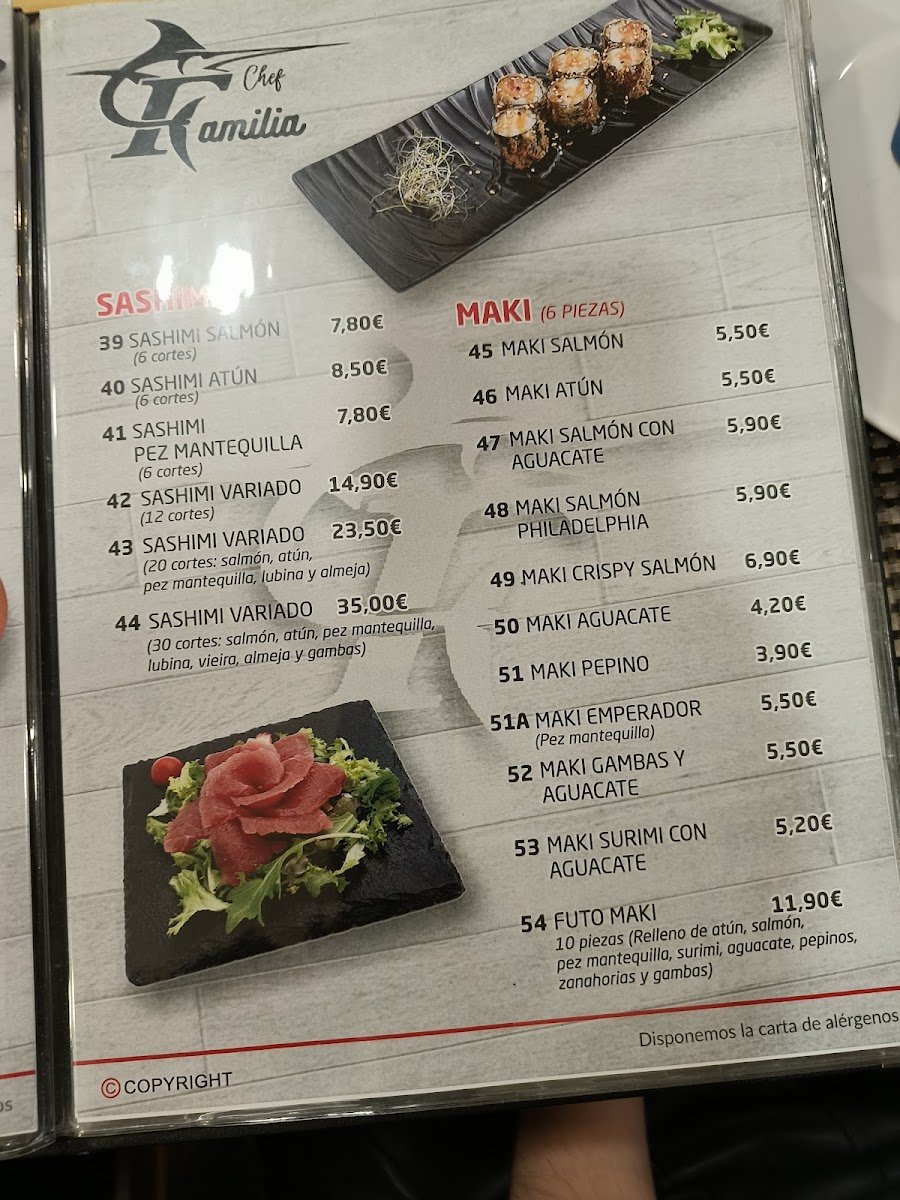 Chef
Familia
SASHIMI
39 SASHIMI SALMÓN 7,80€
(6 cortes)
40 SASHIMI ATÚN 8,50€
(6 cortes)
41 SASHIMI 7,80€
PEZ MANTEQUILLA
(6 cortes)
42 SASHIMI VARIADO 14,90€
(12 cortes)
43 SASHIMI VARIADO 23,50€
(20 cortes: salmón, atún,
pez mantequilla, lubina y almeja)
44 SASHIMI VARIADO 35,00€
(30 cortes: salmón, atún, pez mantequilla,
lubina, vieira, almeja y gambas)
MAKI (6 PIEZAS)
45 MAKI SALMÓN 5,50€
46 MAKI ATÚN 5,50€
47 MAKI SALMÓN CON 5,90€
AGUACATE
48 MAKI SALMÓN 5,90€
PHILADELPHIA
49 MAKI CRISPY SALMÓN 6,90€
50 MAKI AGUACATE 4,20€
51 MAKI PEPINO 3,90€
51A MAKI EMPERADOR 5,50€
(Pez mantequilla)
52 MAKI GAMBAS Y 5,50€
AGUACATE
53 MAKI SURIMI CON 5,20€
AGUACATE
54 FUTO MAKI 11,90€
10 piezas (Relleno de atún, salmón,
pez mantequilla, surimi, aguacate, pepinos,
zanahorias y gambas)
Disponemos la carta de alérgenos
© COPYRIGHT